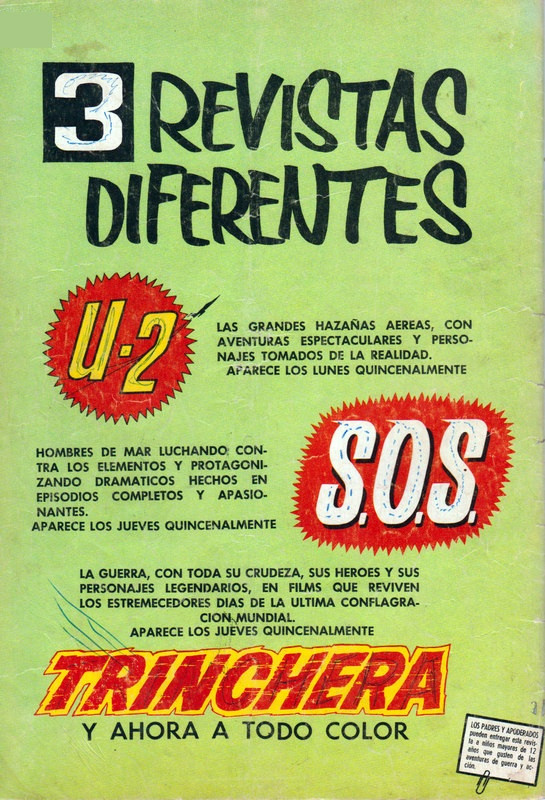 3 REVISTAS
DIFERENTES
U-2
LAS GRANDES HAZAÑAS AEREAS, CON
AVENTURAS ESPECTACULARES Y PERSO-
NAJES TOMADOS DE LA REALIDAD.
APARECE LOS LUNES QUINCENALMENTE
S.O.S.
HOMBRES DE MAR LUCHANDO CON-
TRA LOS ELEMENTOS Y PROTAGONI-
ZANDO DRAMATICOS HECHOS EN
EPISODIOS COMPLETOS Y APASIO-
NANTES.
APARECE LOS JUEVES QUINCENALMENTE
LA GUERRA, CON TODA SU CRUDEZA, SUS HEROES Y SUS
PERSONAJES LEGENDARIOS, EN FILMS QUE REVIVEN
LOS ESTREMECEDORES DIAS DE LA ULTIMA CONFLAGRA-
CION MUNDIAL.
APARECE LOS JUEVES QUINCENALMENTE
TRINCHERA
Y AHORA A TODO COLOR
LOS PADRES Y APODERADOS
pueden entregar esta revis-
ta a niños mayores de 12
años que gusten de las
aventuras de guerra y ac-
ción.